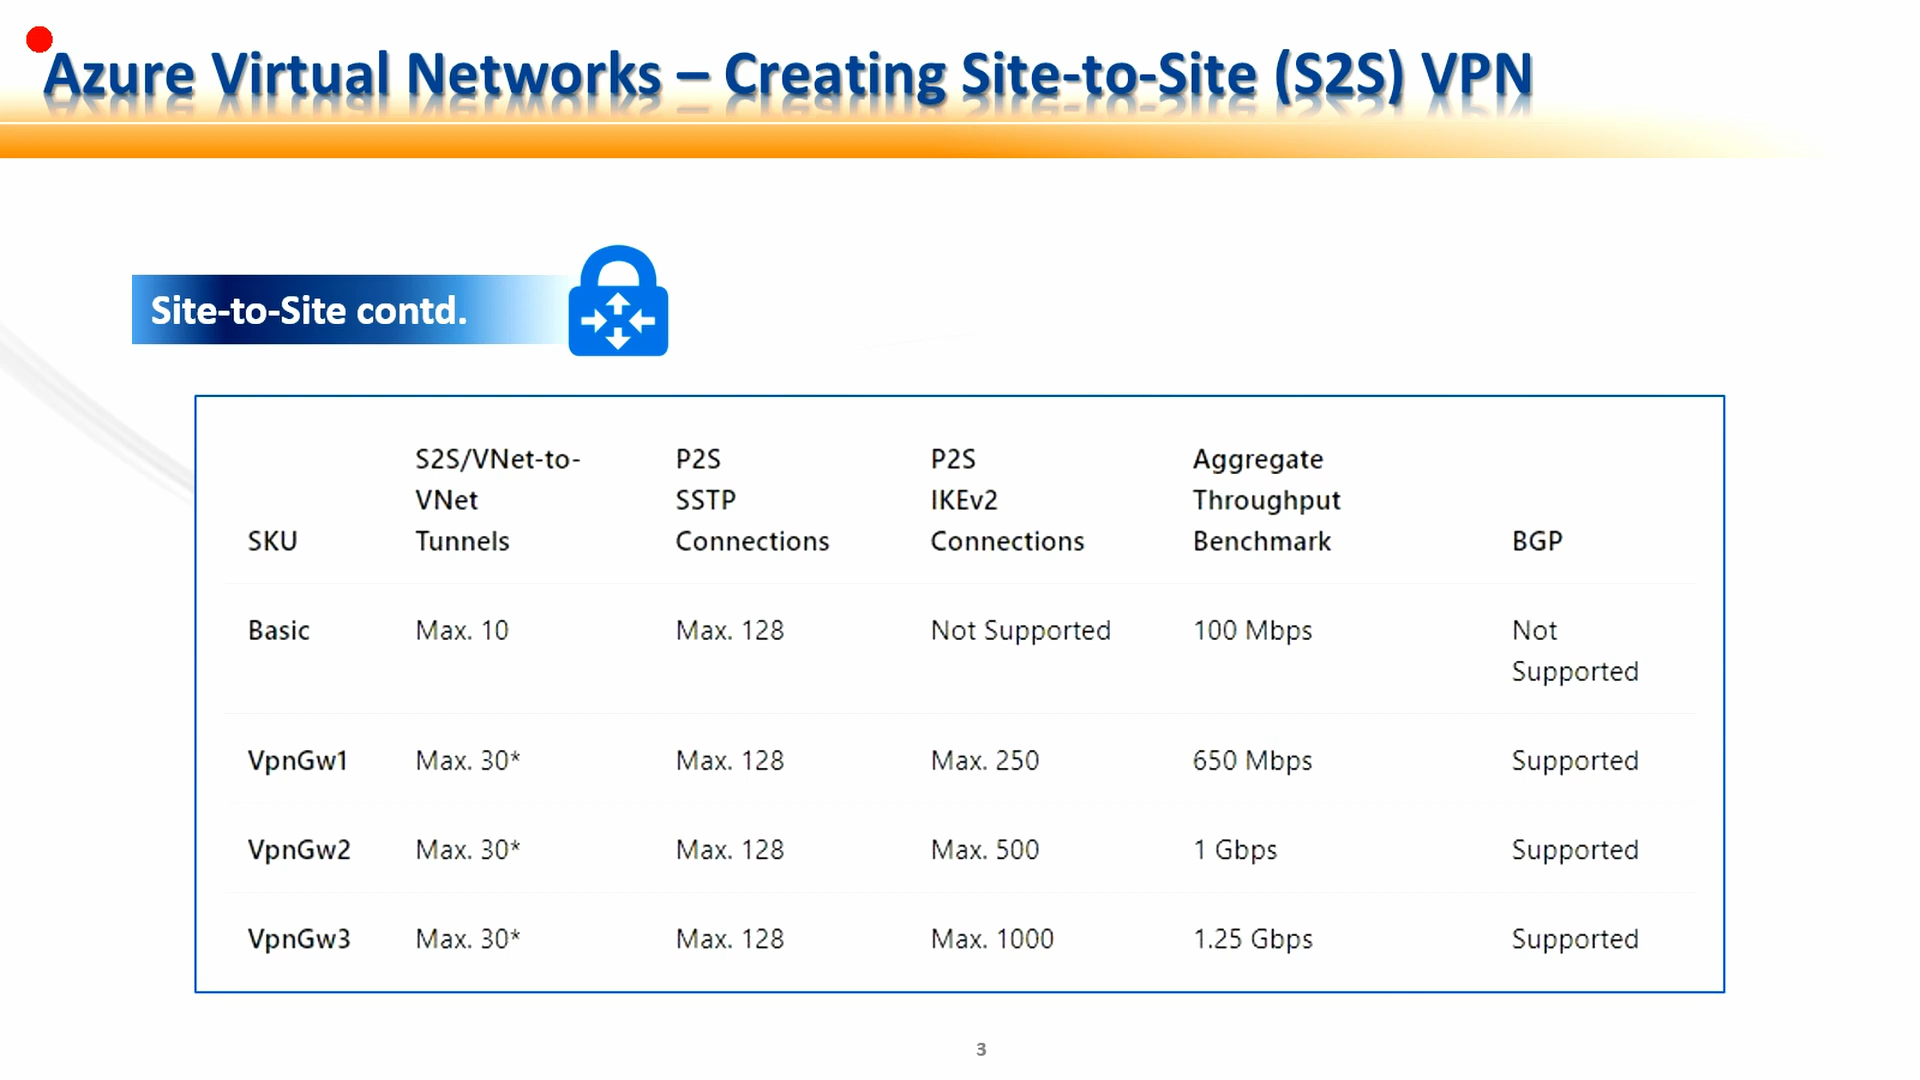 Azure Virtual Networks – Creating Site-to-Site (S2S) VPN
Site-to-Site contd.
SKU S2S/VNet-to-VNet Tunnels P2S SSTP Connections P2S IKEv2 Connections Aggregate Throughput Benchmark BGP
Basic Max. 10 Max. 128 Not Supported 100 Mbps Not Supported
VpnGw1 Max. 30* Max. 128 Max. 250 650 Mbps Supported
VpnGw2 Max. 30* Max. 128 Max. 500 1 Gbps Supported
VpnGw3 Max. 30* Max. 128 Max. 1000 1.25 Gbps Supported
3